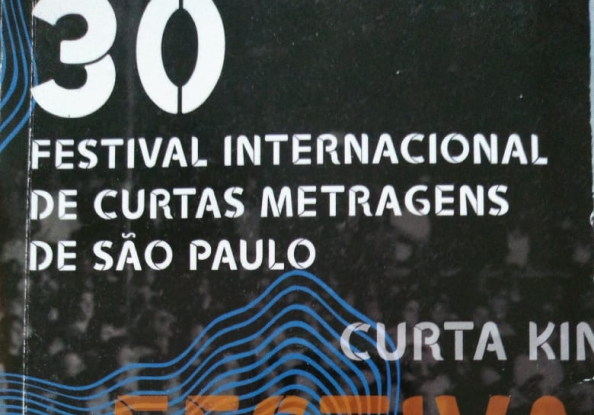 30
FESTIVAL INTERNACIONAL
DE CURTAS METRAGENS
DE SÃO PAULO
CURTA KIN